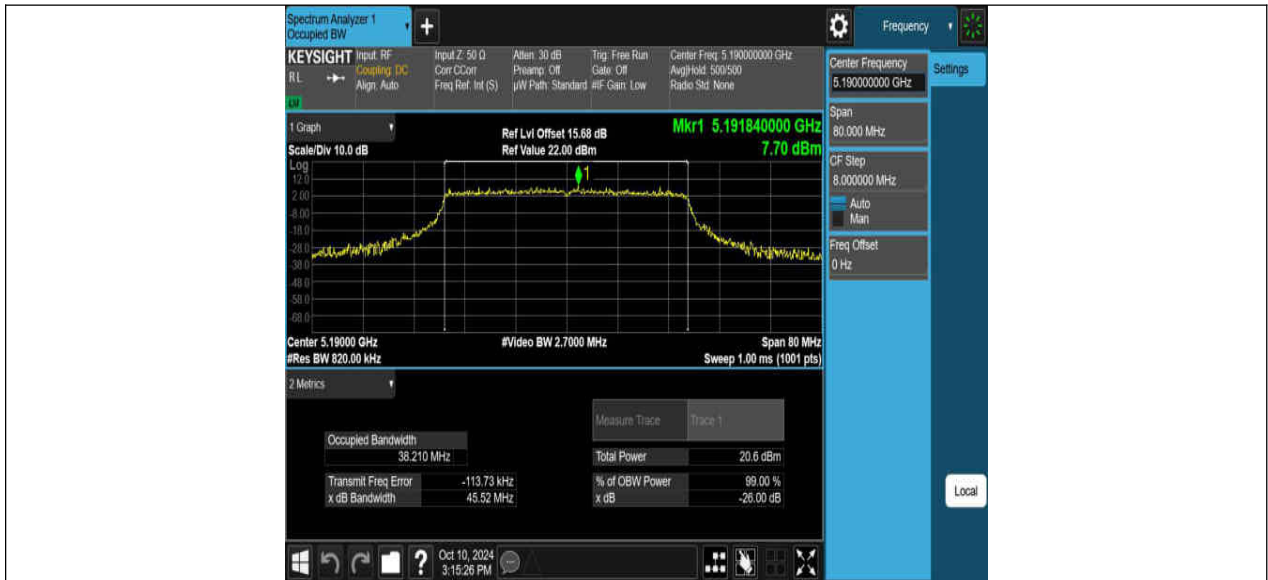 Spectrum Analyzer 1
Occupied BW
+
Frequency
KEYSIGHT Input: RF Input Z: 50 Ω Atten: 30 dB Trig: Free Run Center Freq: 5.190000000 GHz
RL Coupling: DC Corr CCorr Preamp: Off Gate: Off Avg|Hold: 500/500
Align: Auto Freq Ref: Int (S) µW Path: Standard #IF Gain: Low Radio Std: None
Center Frequency
5.190000000 GHz
Settings
Span
80.000 MHz
CF Step
8.000000 MHz
Auto
Man
Freq Offset
0 Hz
Local
1 Graph
Ref Lvl Offset 15.68 dB
Mkr1 5.191840000 GHz
Scale/Div 10.0 dB
Ref Value 22.00 dBm
7.70 dBm
Log
1
12.0
2.00
-8.00
-18.0
-28.0
-38.0
-48.0
-58.0
-68.0
Center 5.19000 GHz #Video BW 2.7000 MHz Span 80 MHz
#Res BW 820.00 kHz Sweep 1.00 ms (1001 pts)
2 Metrics
Measure Trace Trace 1
Occupied Bandwidth
38.210 MHz
Total Power 20.6 dBm
Transmit Freq Error -113.73 kHz % of OBW Power 99.00 %
x dB Bandwidth 45.52 MHz x dB -26.00 dB
?
Oct 10, 2024
3:15:26 PM